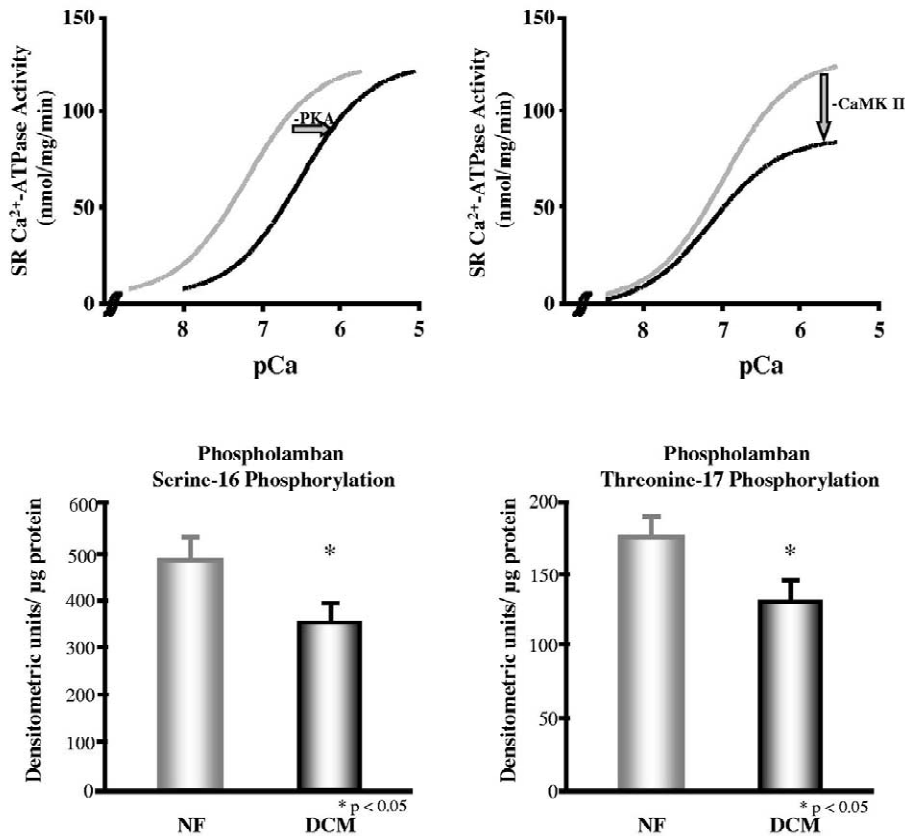 150
100
50
0
SR Ca²⁺-ATPase Activity
(nmol/mg/min)
-PKA
8 7 6 5
pCa
150
100
50
0
SR Ca²⁺-ATPase Activity
(nmol/mg/min)
-CaMK II
8 7 6 5
pCa
Phospholamban
Serine-16 Phosphorylation
600
500
400
300
200
100
0
Densitometric units/ µg protein
*
* p < 0.05
NF DCM
Phospholamban
Threonine-17 Phosphorylation
200
150
100
50
0
Densitometric units/ µg protein
*
* p < 0.05
NF DCM